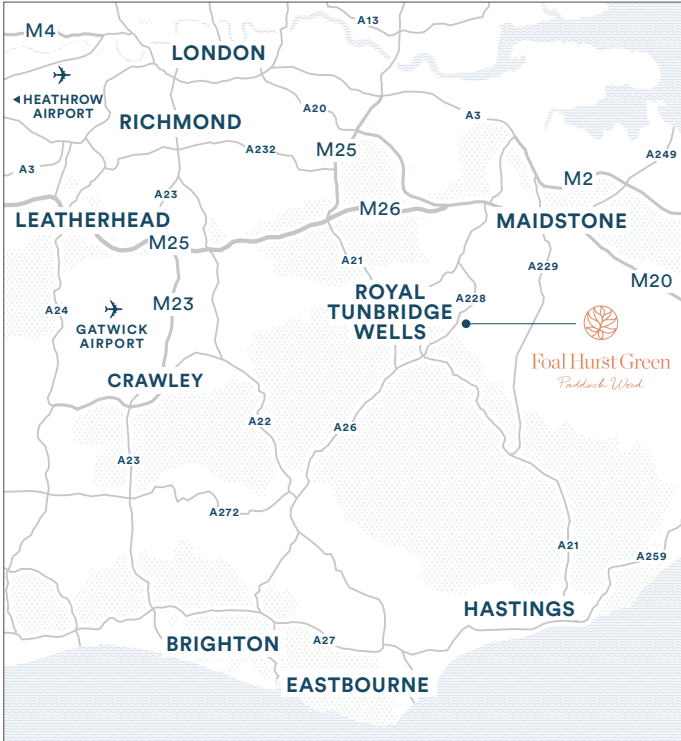 A13
M4
LONDON
HEATHROW
AIRPORT
A20
RICHMOND
A3
A232
M25
A249
A3
M2
A23
M26
LEATHERHEAD
MAIDSTONE
M25
A21
A229
M20
ROYAL
TUNBRIDGE
WELLS
A228
A24
M23
GATWICK
AIRPORT
Foal Hurst Green
Paddock Wood
CRAWLEY
A22
A26
A23
A272
A21
A259
HASTINGS
BRIGHTON
A27
EASTBOURNE